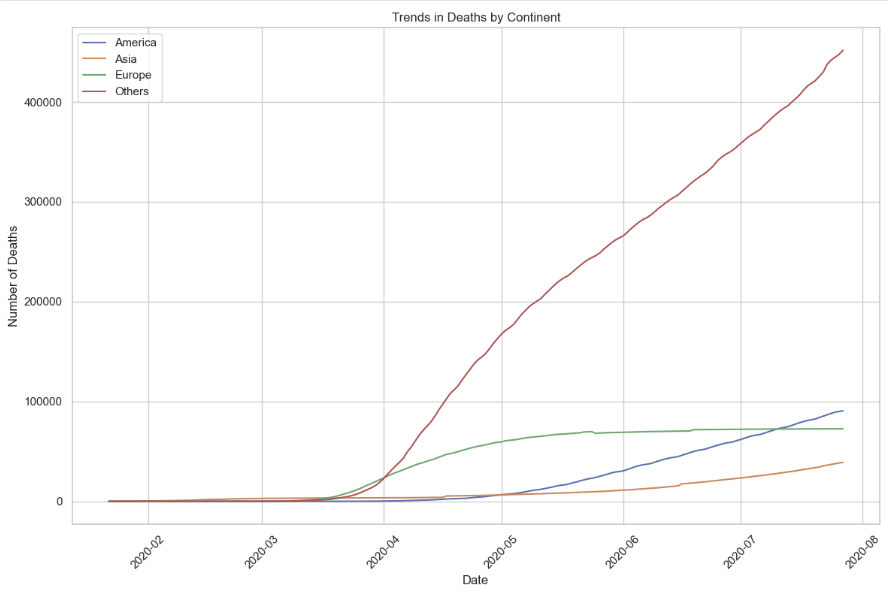 Trends in Deaths by Continent
America
Asia
Europe
Others
400000
300000
200000
100000
0
Number of Deaths
2020-02
2020-03
2020-04
2020-05
2020-06
2020-07
2020-08
Date